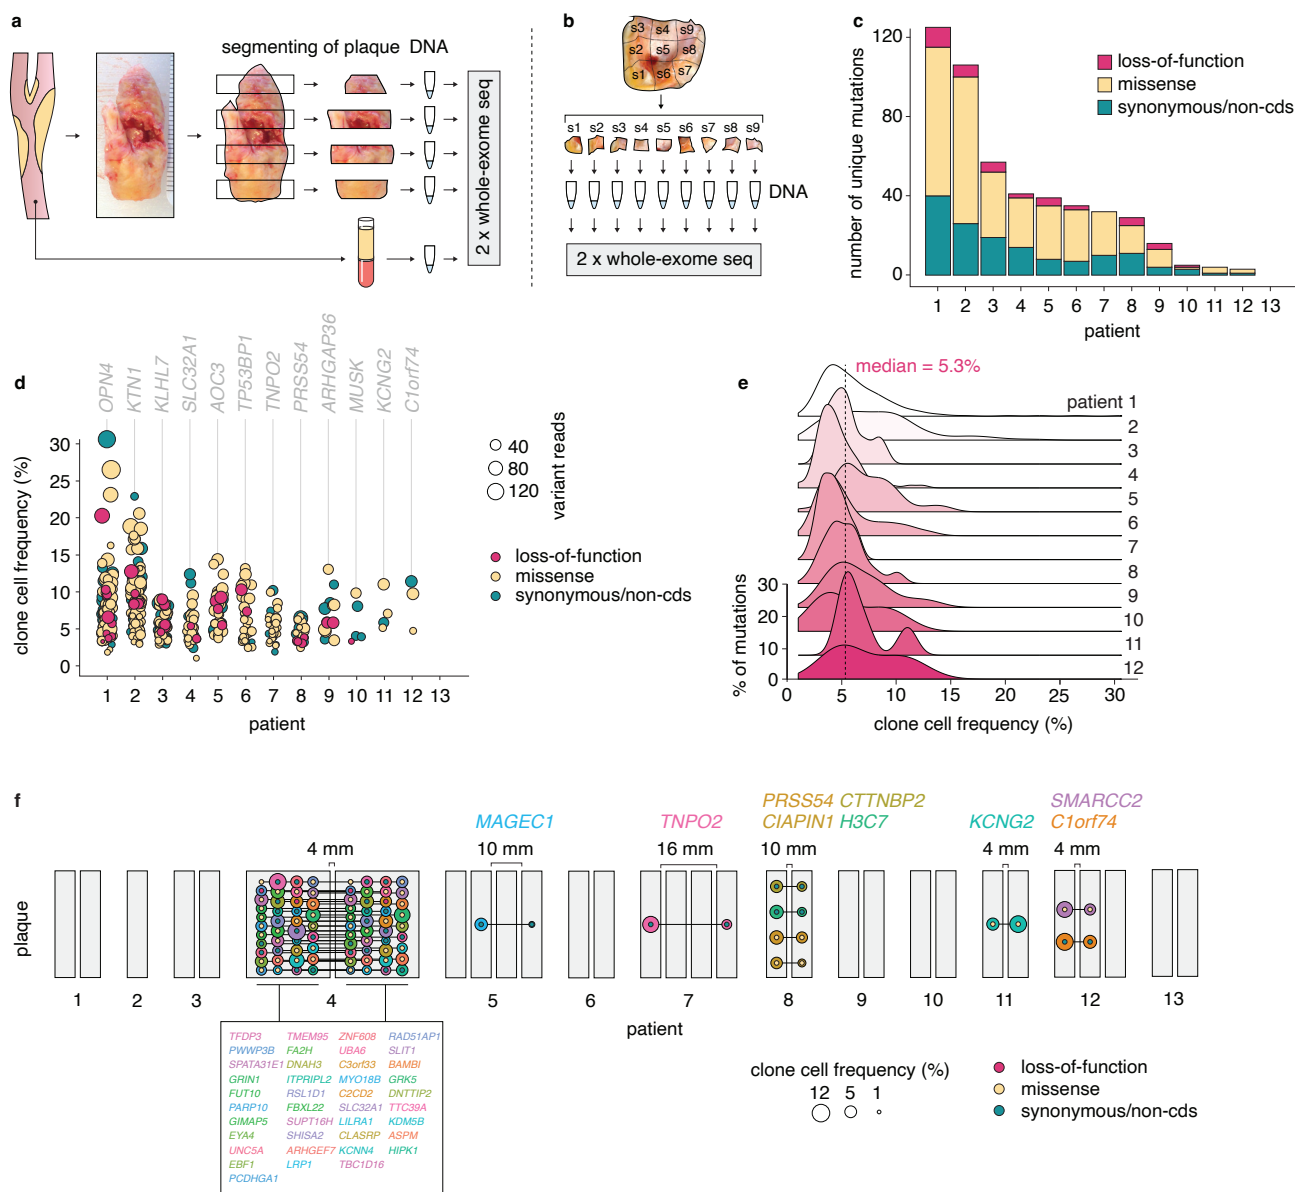 a
segmenting of plaque DNA
2 x whole-exome seq
b
s3 s4 s9
s2 s5 s8
s1 s6 s7
s1 s2 s3 s4 s5 s6 s7 s8 s9
DNA
2 x whole-exome seq
c
number of unique mutations
120
80
40
0
loss-of-function
missense
synonymous/non-cds
1 2 3 4 5 6 7 8 9 10 11 12 13
patient
d
OPN4 KTN1 KLHL7 SLC32A1 AOC3 TP53BP1 TNPO2 PRSS54 ARHGAP36 MUSK KCNG2 C1orf74
clone cell frequency (%)
30
25
20
15
10
5
0
1 2 3 4 5 6 7 8 9 10 11 12 13
patient
40
80
120
variant reads
loss-of-function
missense
synonymous/non-cds
e
median = 5.3%
patient 1
2
3
4
5
6
7
8
9
10
11
12
% of mutations
30
20
10
0
0 5 10 15 20 25 30
clone cell frequency (%)
f
MAGEC1
TNPO2
PRSS54 CTTNBP2
CIAPIN1 H3C7
KCNG2
SMARCC2
C1orf74
4 mm
10 mm
16 mm
10 mm
4 mm
4 mm
plaque
1 2 3 4 5 6 7 8 9 10 11 12 13
patient
TFDP3 TMEM95 ZNF608 RAD51AP1
PWWP3B FA2H UBA6 SLIT1
SPATA31E1 DNAH3 C3orf33 BAMBI
GRIN1 ITPRIPL2 MYO18B GRK5
FUT10 RSL1D1 C2CD2 DNTTIP2
PARP10 FBXL22 SLC32A1 TTC39A
GIMAP5 SUPT16H LILRA1 KDM5B
EYA4 SHISA2 CLASRP ASPM
UNC5A ARHGEF7 KCNN4 HIPK1
EBF1 LRP1 TBC1D16
PCDHGA1
clone cell frequency (%)
12 5 1
loss-of-function
missense
synonymous/non-cds